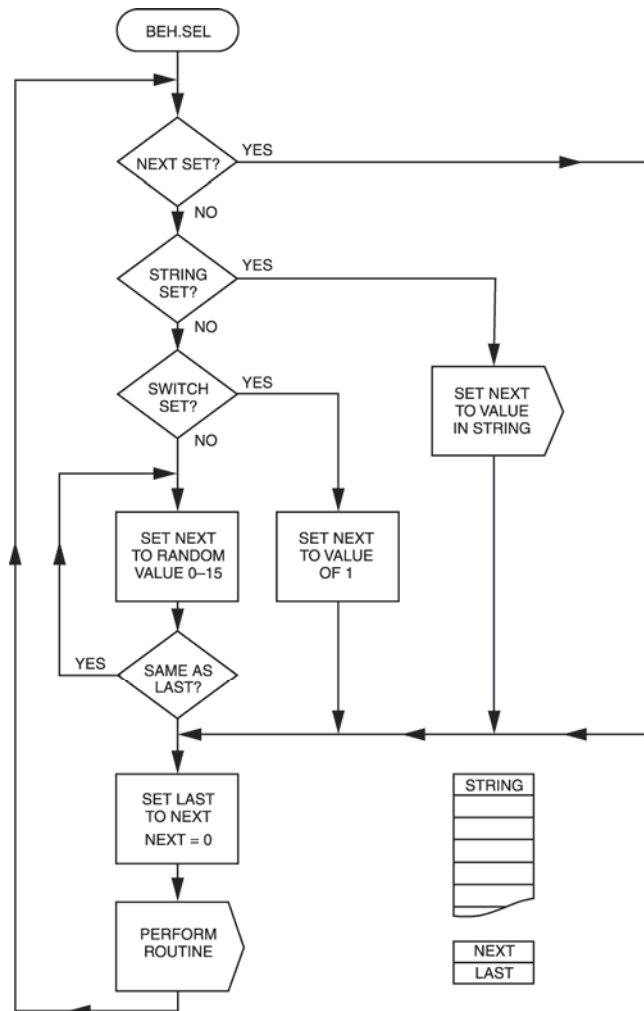 BEH.SEL
NEXT SET?
YES
NO
STRING
SET?
YES
NO
SWITCH
SET?
YES
NO
SET NEXT
TO VALUE
IN STRING
SET NEXT
TO RANDOM
VALUE 0–15
SET NEXT
TO VALUE
OF 1
SAME AS
LAST?
YES
SET LAST
TO NEXT
NEXT = 0
PERFORM
ROUTINE
STRING
NEXT
LAST